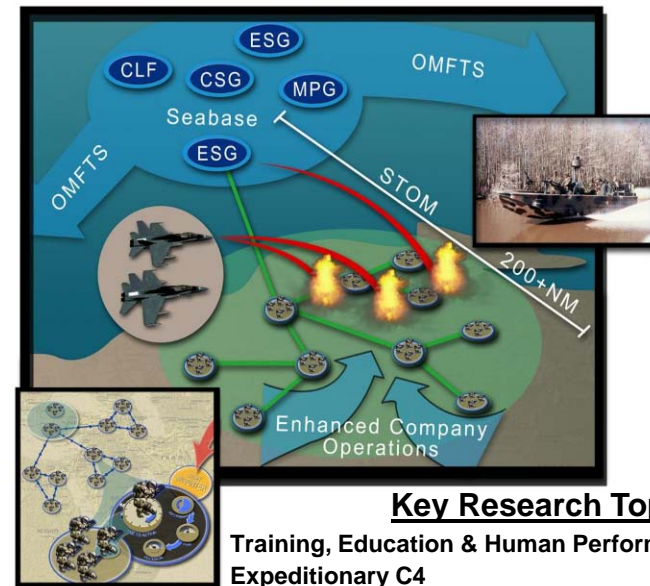 ESG
CLF
CSG
MPG
OMFTS
Seabase
ESG
OMFTS
STOM
200+NM
Enhanced Company
Operations
Key Research Top
Training, Education & Human Perform
Expeditionary C4